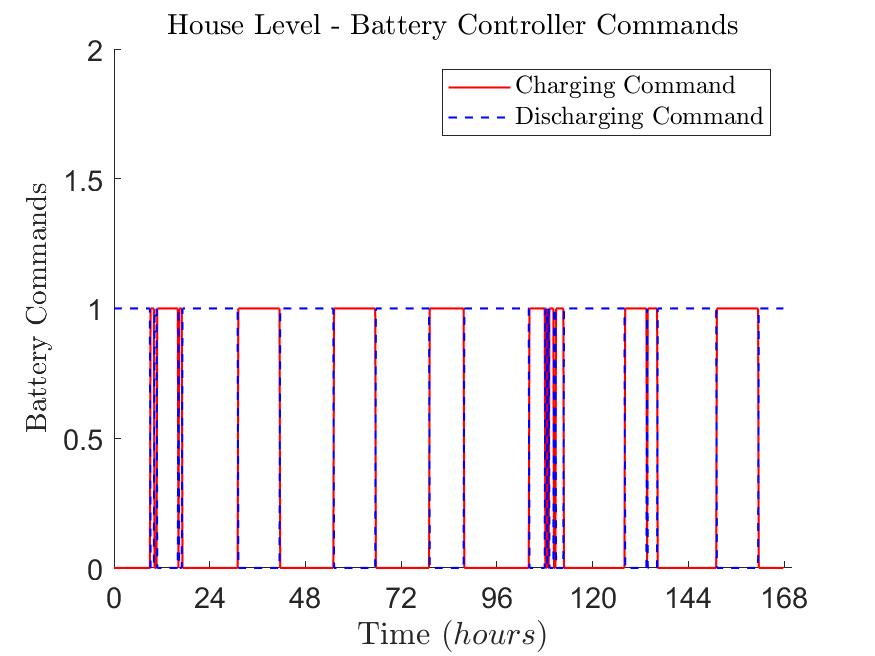 House Level - Battery Controller Commands
Charging Command
Discharging Command
Battery Commands
2
1.5
1
0.5
0
0 24 48 72 96 120 144 168
Time (hours)